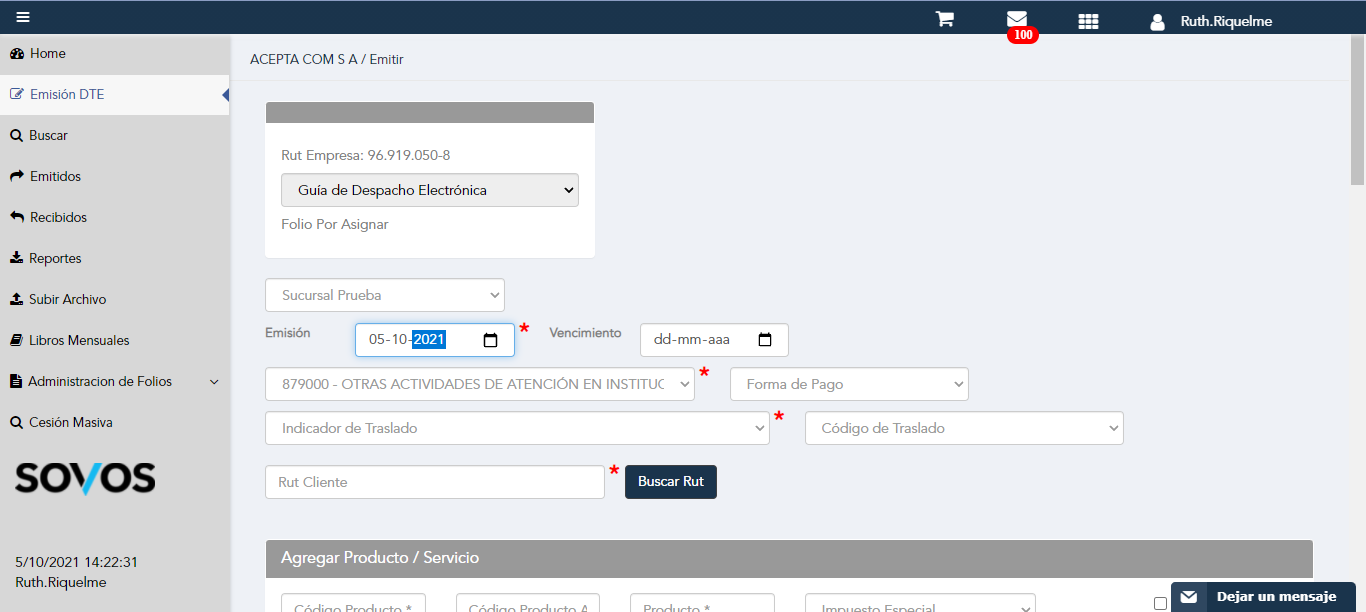 Ruth.Riquelme
100
Home
Emisión DTE
Buscar
Emitidos
Recibidos
Reportes
Subir Archivo
Libros Mensuales
Administracion de Folios
Cesión Masiva
SOVOS
5/10/2021 14:22:31
Ruth.Riquelme
ACEPTA COM S A / Emitir
Rut Empresa: 96.919.050-8
Guía de Despacho Electrónica
Folio Por Asignar
Sucursal Prueba
Emisión 05-10-2021 * Vencimiento dd-mm-aaa
879000 - OTRAS ACTIVIDADES DE ATENCIÓN EN INSTITUC * Forma de Pago
Indicador de Traslado * Código de Traslado
Rut Cliente * Buscar Rut
Agregar Producto / Servicio
Código Producto * Código Producto A Producto * Impuesto Especial
Dejar un mensaje